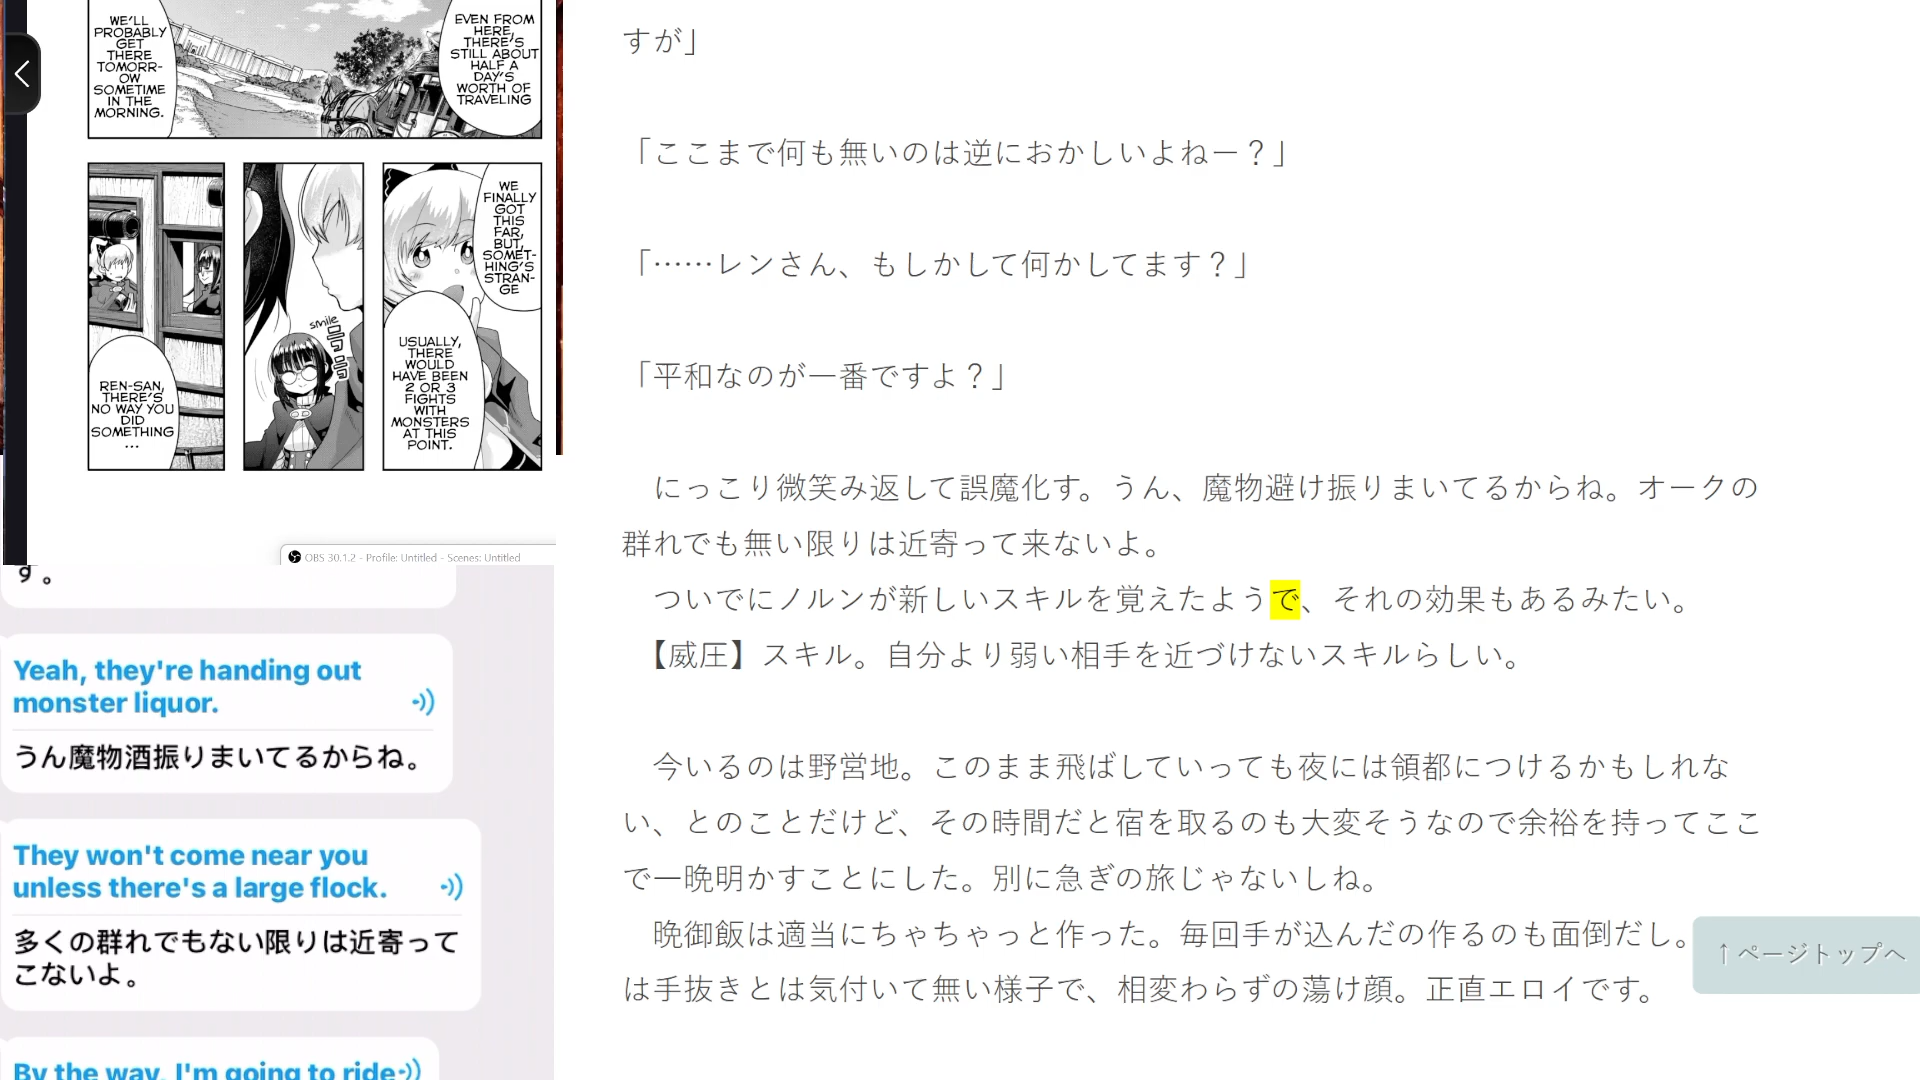 WE'LL
PROBABLY
GET
THERE
TOMORR-
OW
SOMETIME
IN THE
MORNING.
EVEN FROM
HERE,
THERE'S
STILL ABOUT
HALF A
DAY'S
WORTH OF
TRAVELING
WE
FINALLY
GOT
THIS
FAR,
BUT,
SOMET-
HING'S
STRAN-
GE
USUALLY,
THERE
WOULD
HAVE BEEN
2 OR 3
FIGHTS
WITH
MONSTERS
AT THIS
POINT.
smile
REN-SAN,
THERE'S
NO WAY YOU
DID
SOMETHING
...
OBS 30.1.2 - Profile: Untitled - Scenes: Untitled
す。
Yeah, they're handing out
monster liquor.
うん魔物酒振りまいてるからね。
They won't come near you
unless there's a large flock.
多くの群れでもない限りは近寄って
こないよ。
By the way, I'm going to ride
すが」
「ここまで何も無いのは逆におかしいよねー？」
「……レンさん、もしかして何かしてます？」
「平和なのが一番ですよ？」
にっこり微笑み返して誤魔化す。うん、魔物避け振りまいてるからね。オークの
群れでも無い限りは近寄って来ないよ。
ついでにノルンが新しいスキルを覚えたようで、それの効果もあるみたい。
【威圧】スキル。自分より弱い相手を近づけないスキルらしい。
今いるのは野営地。このまま飛ばしていっても夜には領都につけるかもしれな
い、とのことだけど、その時間だと宿を取るのも大変そうなので余裕を持ってここ
で一晩明かすことにした。別に急ぎの旅じゃないしね。
晩御飯は適当にちゃちゃっと作った。毎回手が込んだの作るのも面倒だし。
は手抜きとは気付いて無い様子で、相変わらずの蕩け顔。正直エロイです。
↑ページトップへ